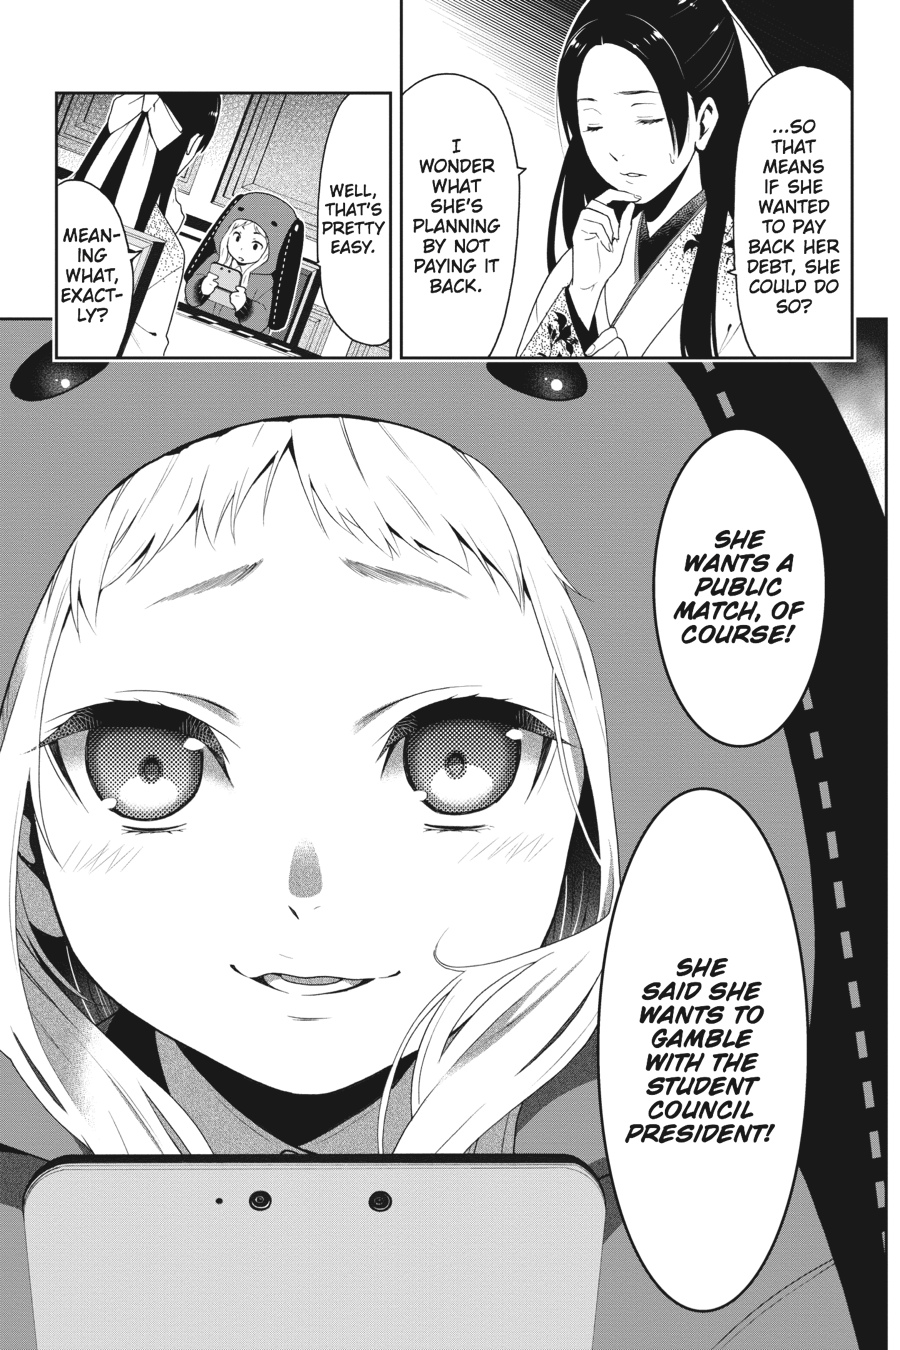 ...SO
THAT
MEANS
IF SHE
WANTED
TO PAY
BACK HER
DEBT, SHE
COULD DO
SO?
I
WONDER
WHAT
SHE'S
PLANNING
BY NOT
PAYING IT
BACK.
WELL,
THAT'S
PRETTY
EASY.
MEAN-
ING
WHAT,
EXACT-
LY?
SHE
WANTS A
PUBLIC
MATCH, OF
COURSE!
SHE
SAID SHE
WANTS TO
GAMBLE
WITH THE
STUDENT
COUNCIL
PRESIDENT!